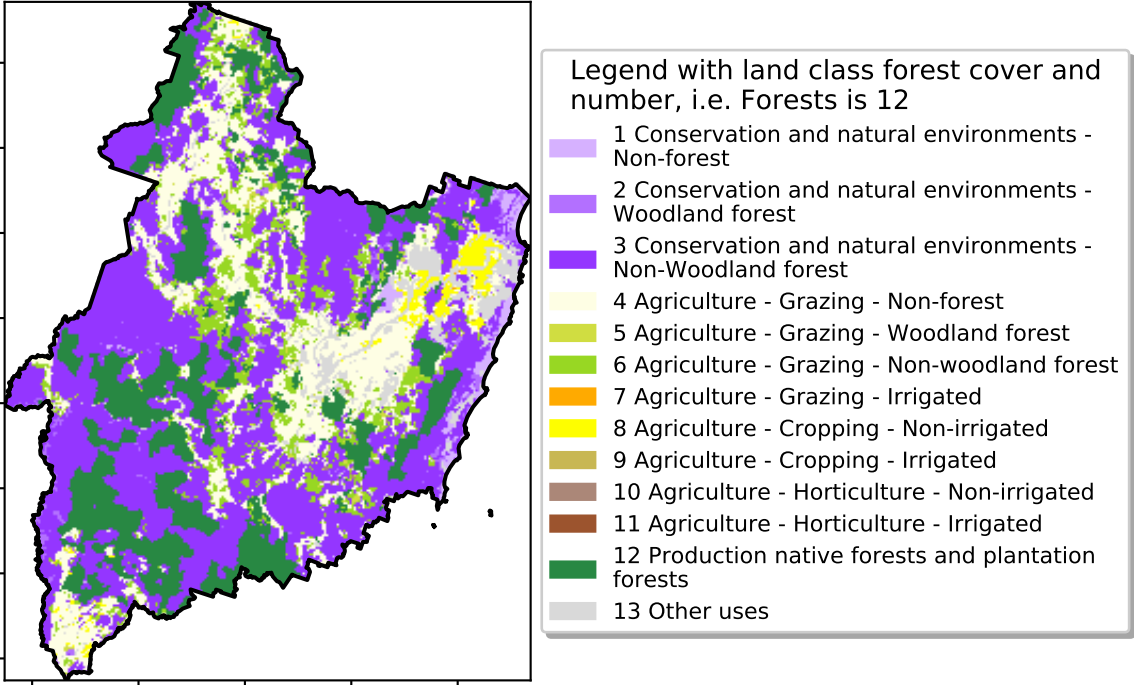 Legend with land class forest cover and
number, i.e. Forests is 12
1 Conservation and natural environments -
Non-forest
2 Conservation and natural environments -
Woodland forest
3 Conservation and natural environments -
Non-Woodland forest
4 Agriculture - Grazing - Non-forest
5 Agriculture - Grazing - Woodland forest
6 Agriculture - Grazing - Non-woodland forest
7 Agriculture - Grazing - Irrigated
8 Agriculture - Cropping - Non-irrigated
9 Agriculture - Cropping - Irrigated
10 Agriculture - Horticulture - Non-irrigated
11 Agriculture - Horticulture - Irrigated
12 Production native forests and plantation
forests
13 Other uses